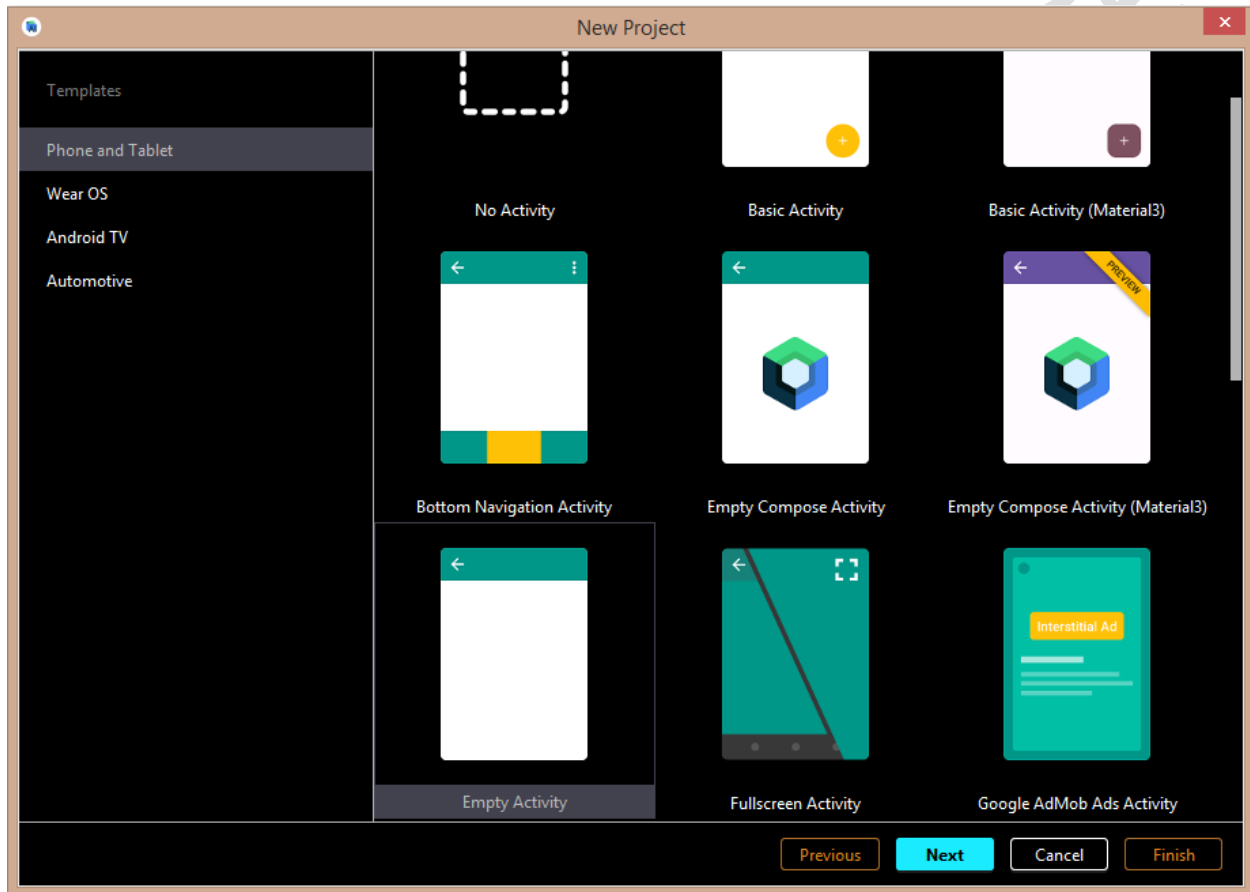 New Project
Templates
Phone and Tablet
Wear OS
Android TV
Automotive
No Activity
Basic Activity
Basic Activity (Material3)
PREVIEW
Bottom Navigation Activity
Empty Compose Activity
Empty Compose Activity (Material3)
Interstitial Ad
Empty Activity
Fullscreen Activity
Google AdMob Ads Activity
Previous
Next
Cancel
Finish